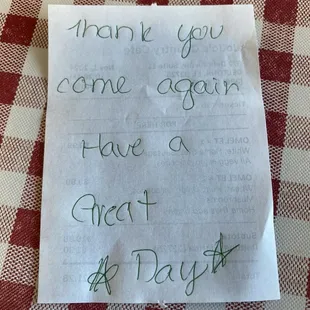 Thank you
come again
Have a
Great
☆ Day ☆